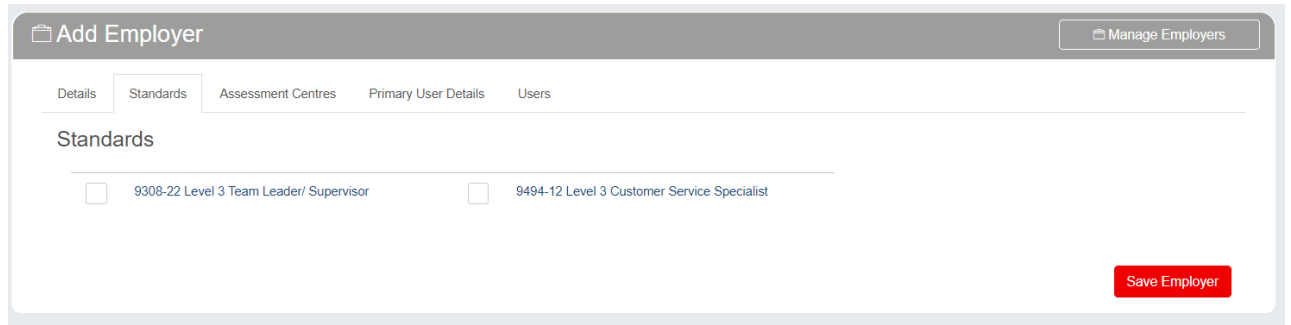 Add Employer
Manage Employers
Details Standards Assessment Centres Primary User Details Users
Standards
9308-22 Level 3 Team Leader/ Supervisor 9494-12 Level 3 Customer Service Specialist
Save Employer